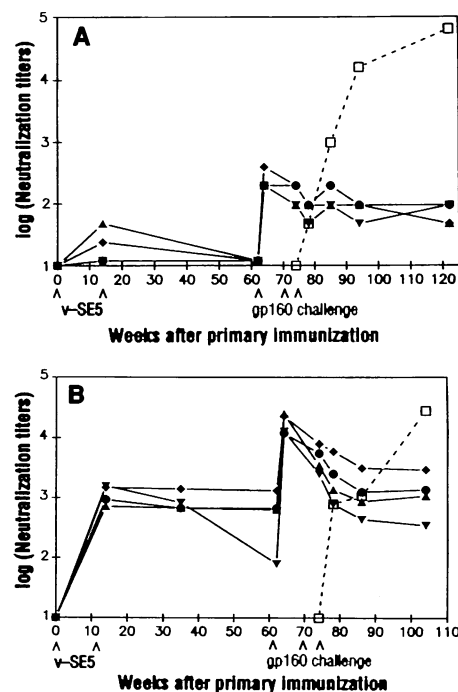 A
5
4
3
2
1
log (Neutralization titers)
0 10 20 30 40 50 60 70 80 90 100 110 120
^ ^ ^ ^ ^
v-SE5 gp160 challenge
Weeks after primary immunization
B
5
4
3
2
1
log (Neutralization titers)
0 10 20 30 40 50 60 70 80 90 100 110
^ ^ ^ ^ ^
v-SE5 gp160 challenge
Weeks after primary immunization